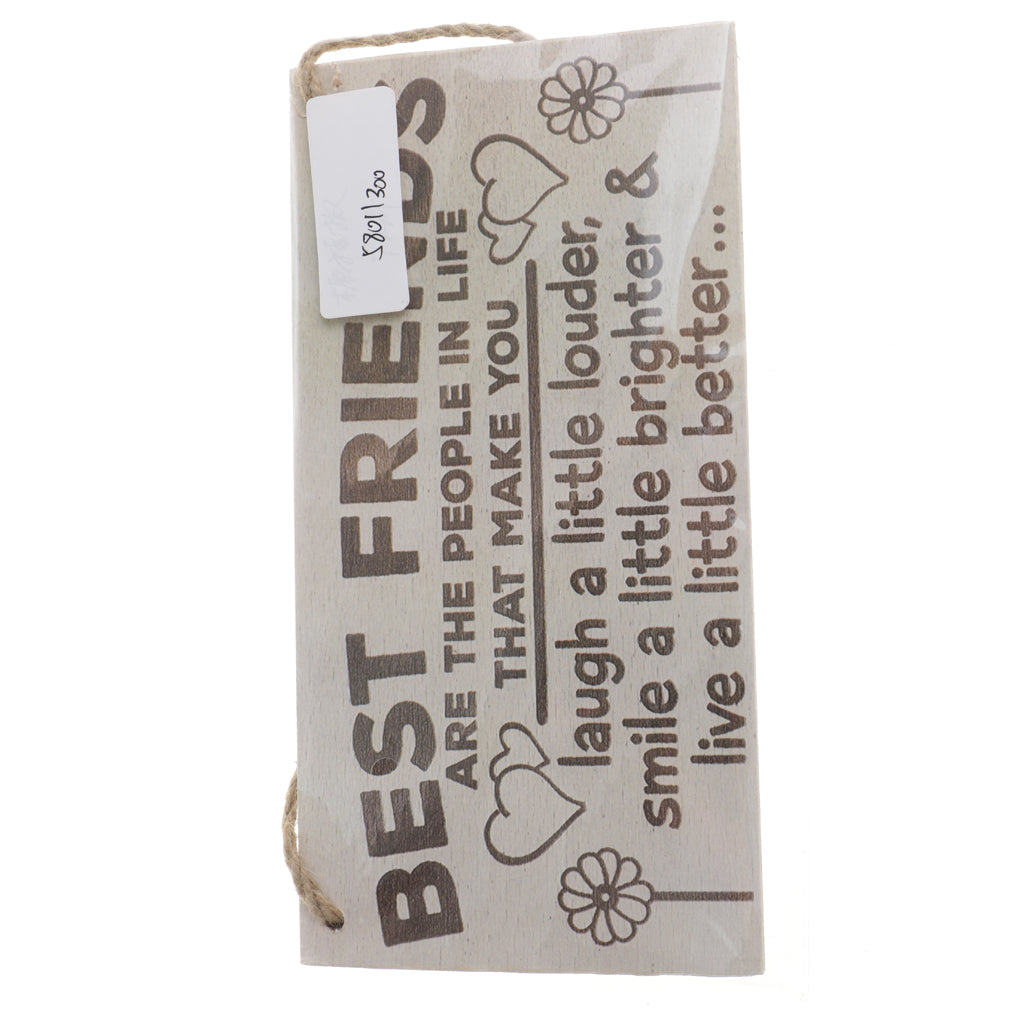 BEST FRIENDS
ARE THE PEOPLE IN LIFE
THAT MAKE YOU
laugh a little louder,
smile a little brighter &
live a little better...
58011300